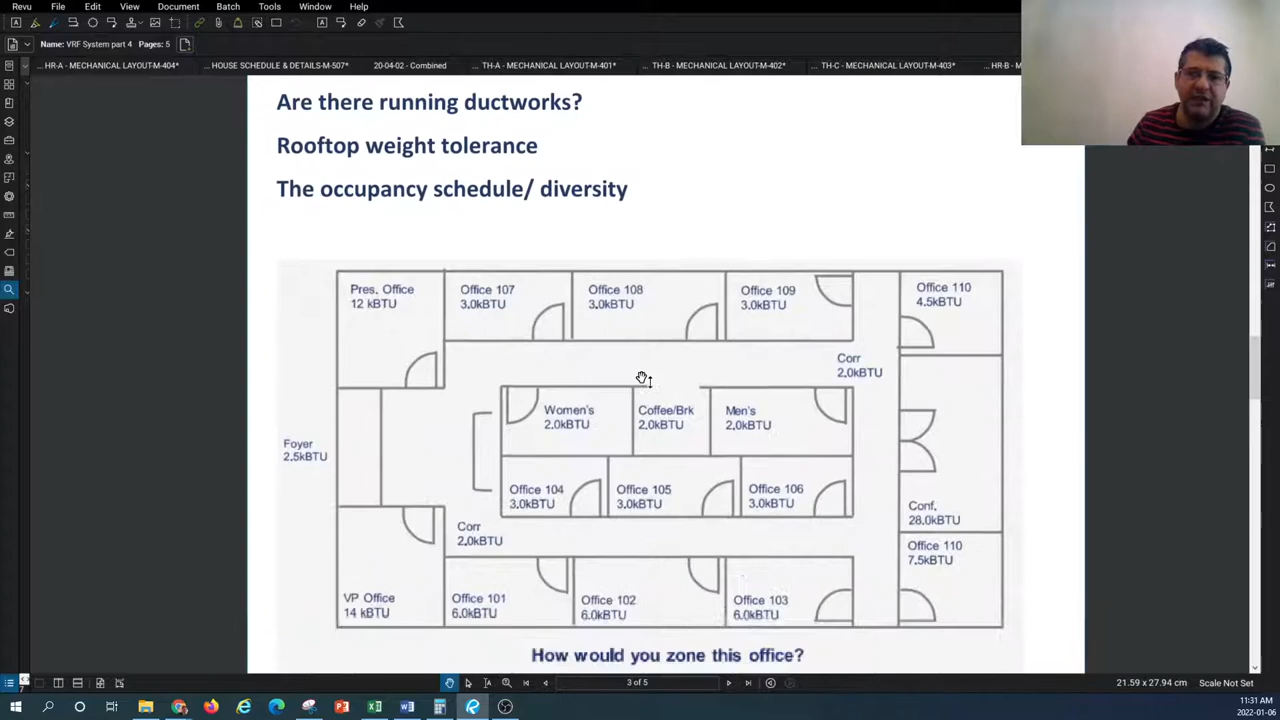 Revu File Edit View Document Batch Tools Window Help
Name: VRF System part 4 Pages: 5
... HR-A - MECHANICAL LAYOUT-M-404* ... HOUSE SCHEDULE & DETAILS-M-507* 20-04-02 - Combined ... TH-A - MECHANICAL LAYOUT-M-401* ... TH-B - MECHANICAL LAYOUT-M-402* ... TH-C - MECHANICAL LAYOUT-M-403* ... HR-B - M
Are there running ductworks?
Rooftop weight tolerance
The occupancy schedule/ diversity
Pres. Office
12 kBTU
Office 107
3.0kBTU
Office 108
3.0kBTU
Office 109
3.0kBTU
Office 110
4.5kBTU
Corr
2.0kBTU
Women's
2.0kBTU
Coffee/Brk
2.0kBTU
Men's
2.0kBTU
Foyer
2.5kBTU
Office 104
3.0kBTU
Office 105
3.0kBTU
Office 106
3.0kBTU
Conf.
28.0kBTU
Corr
2.0kBTU
Office 110
7.5kBTU
VP Office
14 kBTU
Office 101
6.0kBTU
Office 102
6.0kBTU
Office 103
6.0kBTU
How would you zone this office?
3 of 5
21.59 x 27.94 cm Scale Not Set
11:31 AM
2022-01-06